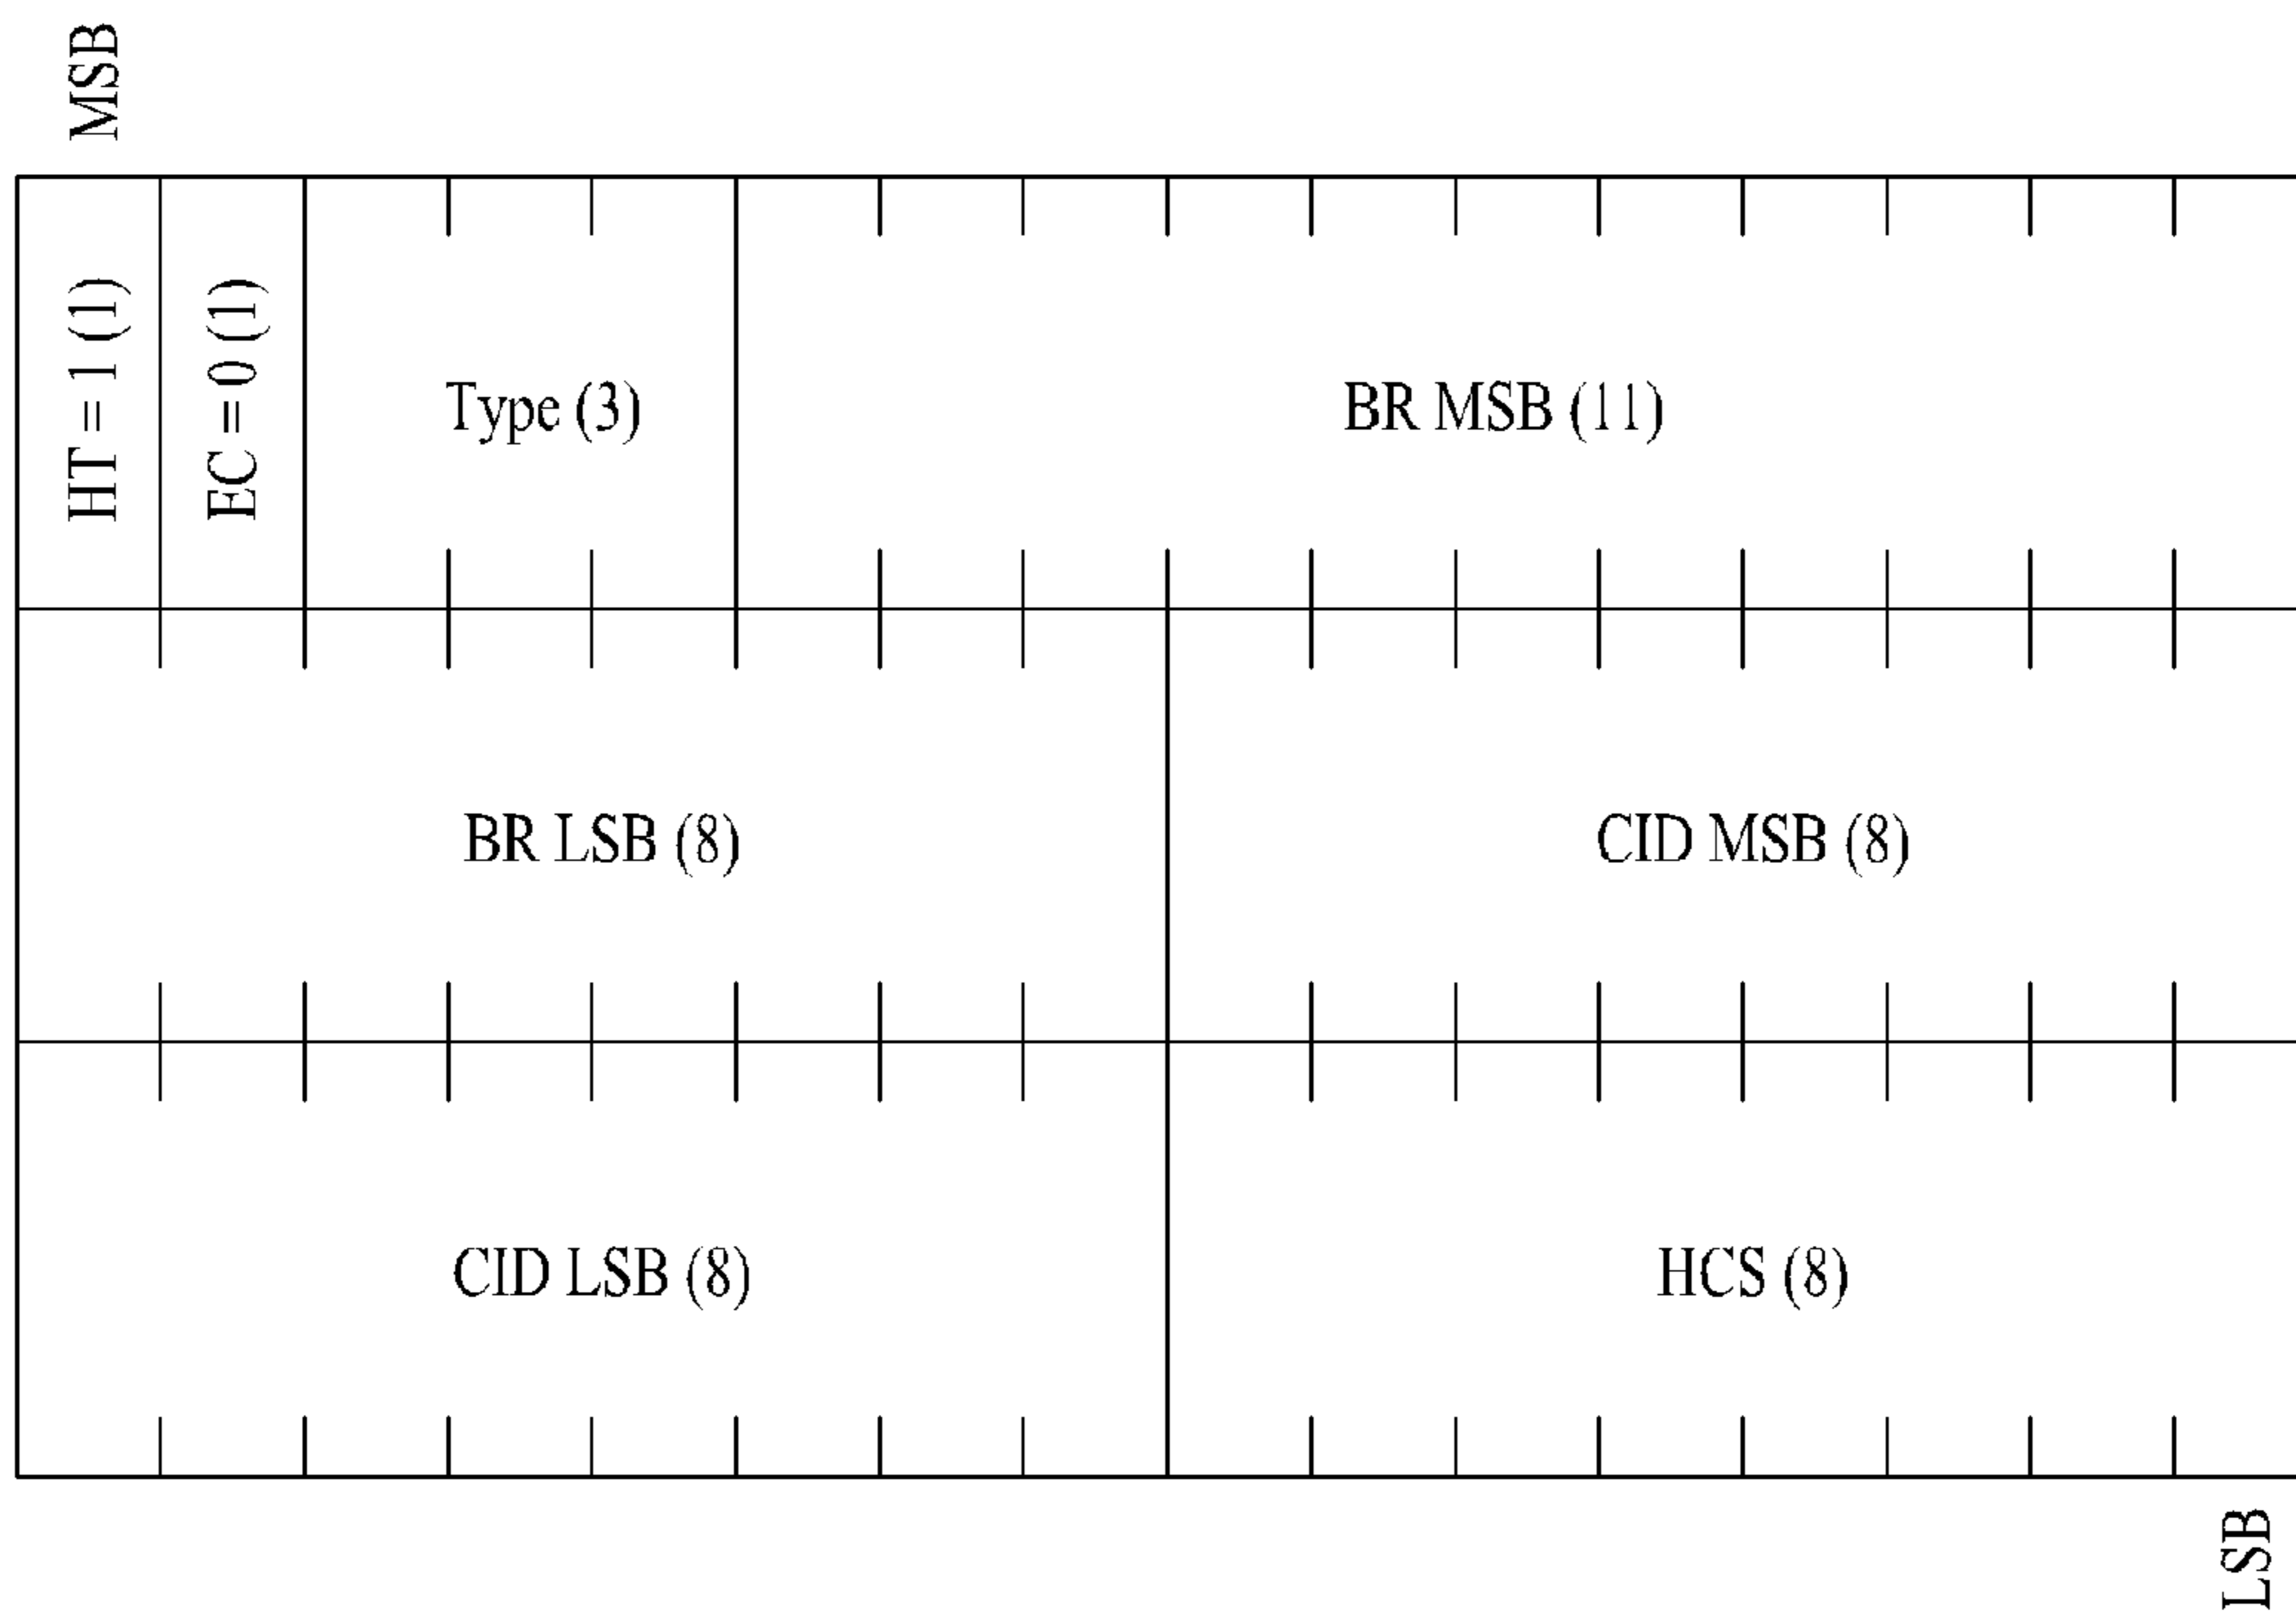 MSB
HT = 1 (1)
EC = 0 (1)
Type (3)
BR MSB (11)
BR LSB (8)
CID MSB (8)
CID LSB (8)
HCS (8)
LSB